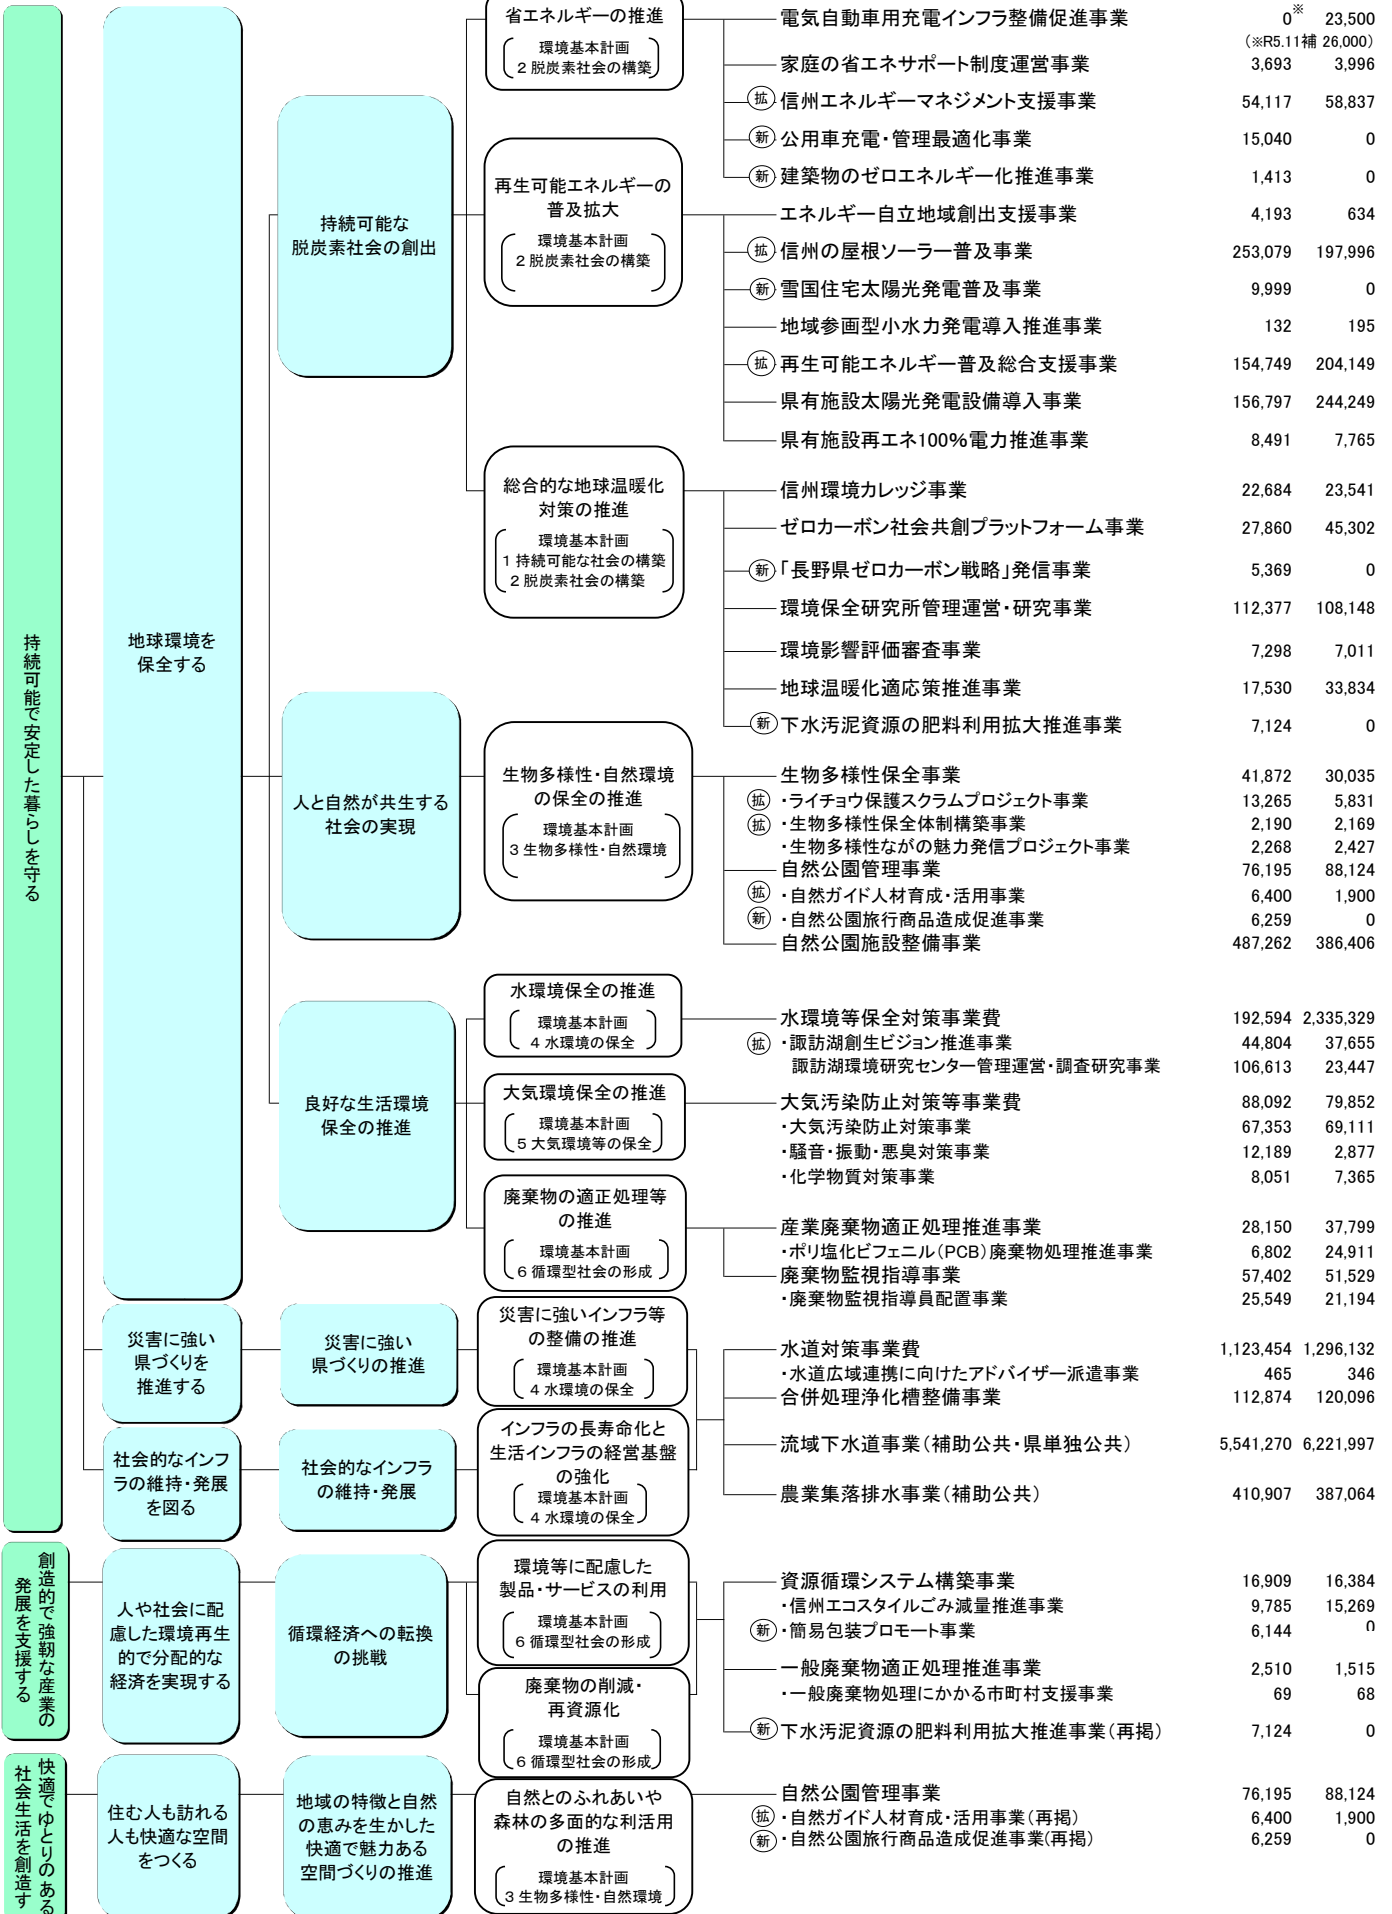 持続可能で安定した暮らしを守る
地球環境を
保全する
持続可能な
脱炭素社会の創出
省エネルギーの推進
環境基本計画
2 脱炭素社会の構築
電気自動車用充電インフラ整備促進事業 0※ 23,500
(※R5.11補 26,000)
家庭の省エネサポート制度運営事業 3,693 3,996
拡 信州エネルギーマネジメント支援事業 54,117 58,837
新 公用車充電・管理最適化事業 15,040 0
新 建築物のゼロエネルギー化推進事業 1,413 0
再生可能エネルギーの
普及拡大
環境基本計画
2 脱炭素社会の構築
エネルギー自立地域創出支援事業 4,193 634
拡 信州の屋根ソーラー普及事業 253,079 197,996
新 雪国住宅太陽光発電普及事業 9,999 0
地域参画型小水力発電導入推進事業 132 195
拡 再生可能エネルギー普及総合支援事業 154,749 204,149
県有施設太陽光発電設備導入事業 156,797 244,249
県有施設再エネ100%電力推進事業 8,491 7,765
総合的な地球温暖化
対策の推進
環境基本計画
1 持続可能な社会の構築
2 脱炭素社会の構築
信州環境カレッジ事業 22,684 23,541
ゼロカーボン社会共創プラットフォーム事業 27,860 45,302
新 「長野県ゼロカーボン戦略」発信事業 5,369 0
環境保全研究所管理運営・研究事業 112,377 108,148
環境影響評価審査事業 7,298 7,011
地球温暖化適応策推進事業 17,530 33,834
新 下水汚泥資源の肥料利用拡大推進事業 7,124 0
人と自然が共生する
社会の実現
生物多様性・自然環境
の保全の推進
環境基本計画
3 生物多様性・自然環境
生物多様性保全事業 41,872 30,035
拡 ・ライチョウ保護スクラムプロジェクト事業 13,265 5,831
拡 ・生物多様性保全体制構築事業 2,190 2,169
・生物多様性ながの魅力発信プロジェクト事業 2,268 2,427
自然公園管理事業 76,195 88,124
拡 ・自然ガイド人材育成・活用事業 6,400 1,900
新 ・自然公園旅行商品造成促進事業 6,259 0
自然公園施設整備事業 487,262 386,406
良好な生活環境
保全の推進
水環境保全の推進
環境基本計画
4 水環境の保全
水環境等保全対策事業費 192,594 2,335,329
拡 ・諏訪湖創生ビジョン推進事業 44,804 37,655
諏訪湖環境研究センター管理運営・調査研究事業 106,613 23,447
大気環境保全の推進
環境基本計画
5 大気環境等の保全
大気汚染防止対策等事業費 88,092 79,852
・大気汚染防止対策事業 67,353 69,111
・騒音・振動・悪臭対策事業 12,189 2,877
・化学物質対策事業 8,051 7,365
廃棄物の適正処理等
の推進
環境基本計画
6 循環型社会の形成
産業廃棄物適正処理推進事業 28,150 37,799
・ポリ塩化ビフェニル(PCB)廃棄物処理推進事業 6,802 24,911
廃棄物監視指導事業 57,402 51,529
・廃棄物監視指導員配置事業 25,549 21,194
災害に強い
県づくりを
推進する
災害に強い
県づくりの推進
災害に強いインフラ等
の整備の推進
環境基本計画
4 水環境の保全
水道対策事業費 1,123,454 1,296,132
・水道広域連携に向けたアドバイザー派遣事業 465 346
合併処理浄化槽整備事業 112,874 120,096
社会的なインフ
ラの維持・発展
を図る
社会的なインフラ
の維持・発展
インフラの長寿命化と
生活インフラの経営基盤
の強化
環境基本計画
4 水環境の保全
流域下水道事業(補助公共・県単独公共) 5,541,270 6,221,997
農業集落排水事業(補助公共) 410,907 387,064
創造的で強靭な産業の
発展を支援する
人や社会に配
慮した環境再生
的で分配的な
経済を実現する
循環経済への転換
の挑戦
環境等に配慮した
製品・サービスの利用
環境基本計画
6 循環型社会の形成
資源循環システム構築事業 16,909 16,384
・信州エコスタイルごみ減量推進事業 9,785 15,269
新 ・簡易包装プロモート事業 6,144 0
廃棄物の削減・
再資源化
環境基本計画
6 循環型社会の形成
一般廃棄物適正処理推進事業 2,510 1,515
・一般廃棄物処理にかかる市町村支援事業 69 68
新 下水汚泥資源の肥料利用拡大推進事業(再掲) 7,124 0
快適でゆとりのある
社会生活を創造す
住む人も訪れる
人も快適な空間
をつくる
地域の特徴と自然
の恵みを生かした
快適で魅力ある
空間づくりの推進
自然とのふれあいや
森林の多面的な利活用
の推進
環境基本計画
3 生物多様性・自然環境
自然公園管理事業 76,195 88,124
拡 ・自然ガイド人材育成・活用事業(再掲) 6,400 1,900
新 ・自然公園旅行商品造成促進事業(再掲) 6,259 0